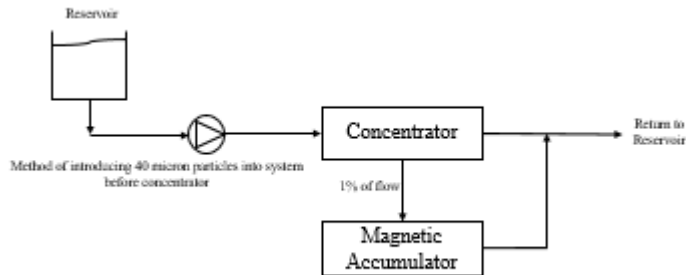 Reservoir
Concentrator
Return to
Reservoir
Method of introducing 40 micron particles into system
before concentrator
1% of flow
Magnetic
Accumulator